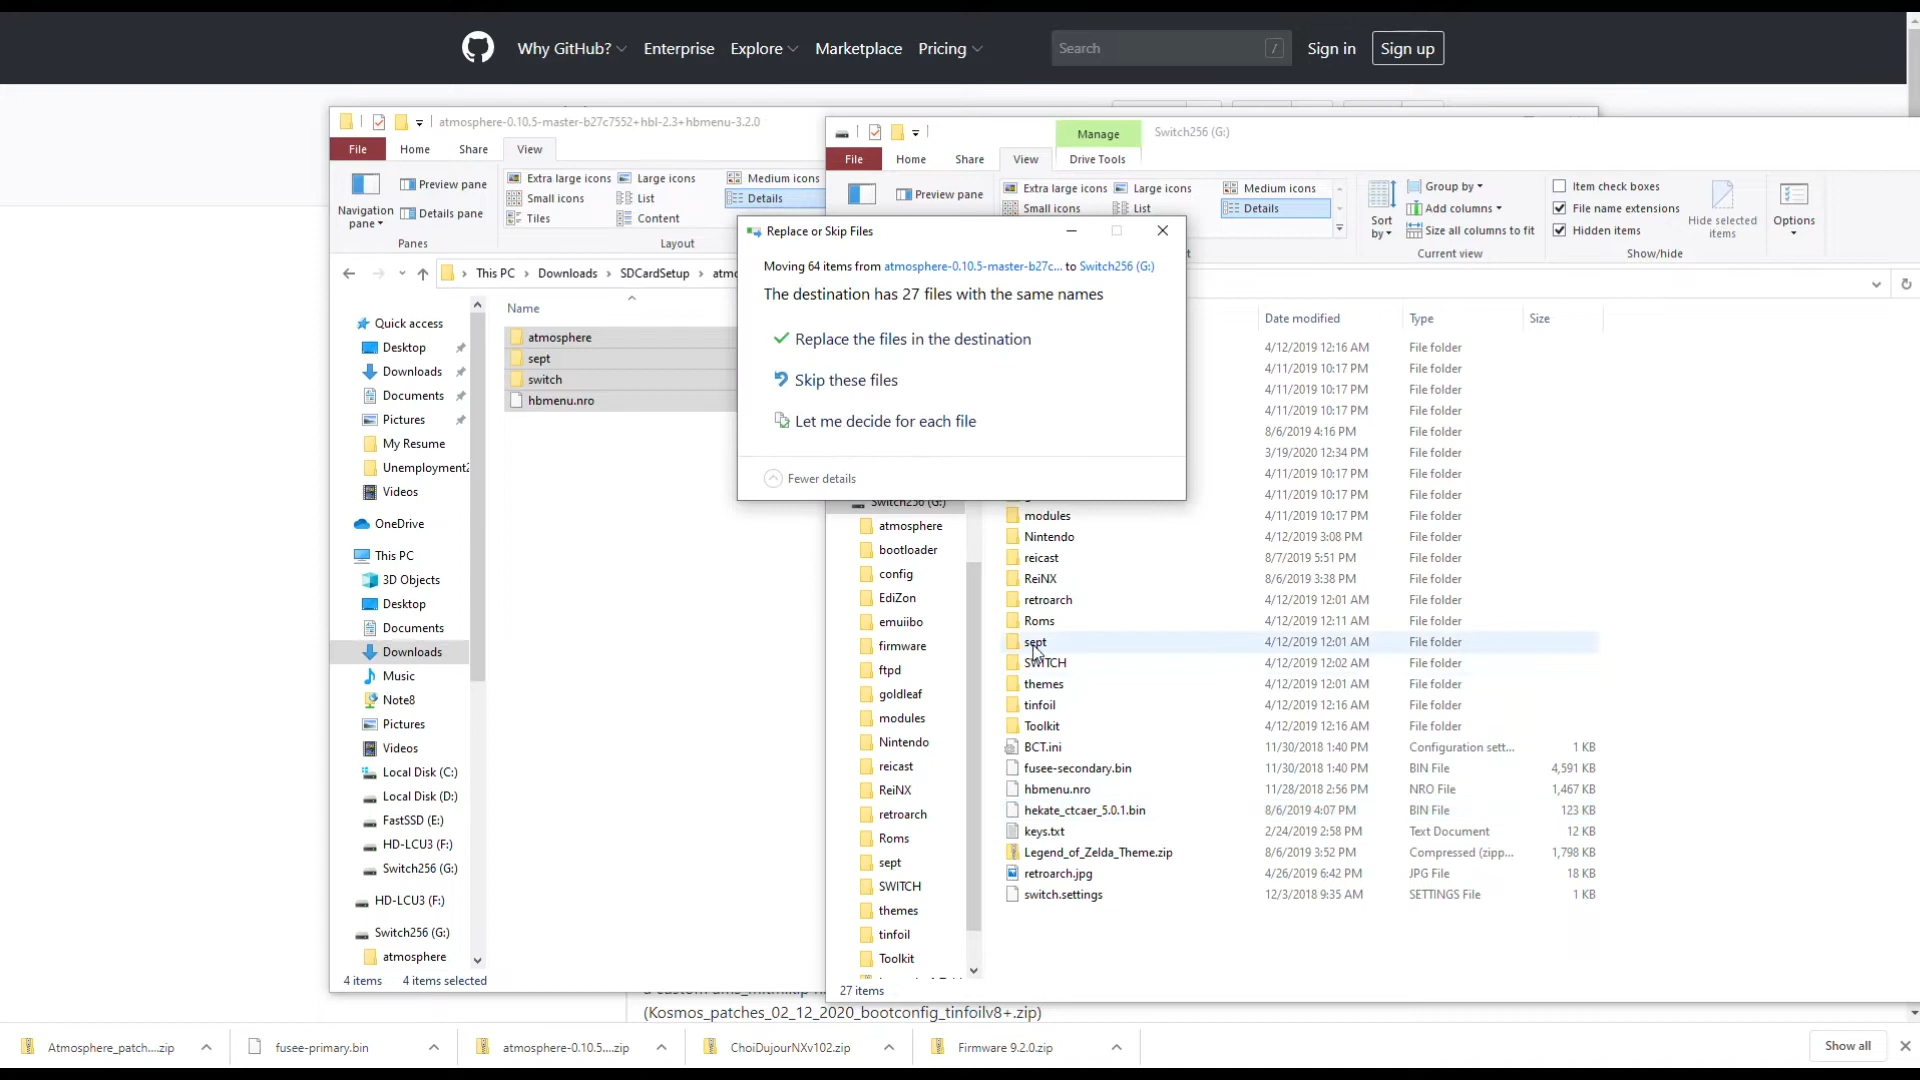 Why GitHub? Enterprise Explore Marketplace Pricing Search / Sign in Sign up
atmosphere-0.10.5-master-b27c7552+hbl-2.3+hbmenu-3.2.0
File Home Share View
Navigation pane
Preview pane
Details pane
Panes
Extra large icons Large icons Medium icons
Small icons List Details
Tiles Content
Layout
This PC Downloads SDCardSetup atmo
Quick access
Desktop
Downloads
Documents
Pictures
My Resume
Unemployment2
Videos
OneDrive
This PC
3D Objects
Desktop
Documents
Downloads
Music
Note8
Pictures
Videos
Local Disk (C:)
Local Disk (D:)
FastSSD (E:)
HD-LCU3 (F:)
Switch256 (G:)
HD-LCU3 (F:)
Switch256 (G:)
atmosphere
Name
atmosphere
sept
switch
hbmenu.nro
4 items 4 items selected
Manage Switch256 (G:)
File Home Share View Drive Tools
Preview pane
Extra large icons Large icons Medium icons
Small icons List Details
Sort by
Group by
Add columns
Size all columns to fit
Current view
Item check boxes
File name extensions
Hidden items
Hide selected items
Show/hide
Options
Replace or Skip Files
Moving 64 items from atmosphere-0.10.5-master-b27c... to Switch256 (G:)
The destination has 27 files with the same names
Replace the files in the destination
Skip these files
Let me decide for each file
Fewer details
Switch256 (G:)
atmosphere
bootloader
config
EdiZon
emuiibo
firmware
ftpd
goldleaf
modules
Nintendo
reicast
ReiNX
retroarch
Roms
sept
SWITCH
themes
tinfoil
Toolkit
Date modified Type Size
4/12/2019 12:16 AM File folder
4/11/2019 10:17 PM File folder
4/11/2019 10:17 PM File folder
4/11/2019 10:17 PM File folder
8/6/2019 4:16 PM File folder
3/19/2020 12:34 PM File folder
4/11/2019 10:17 PM File folder
4/11/2019 10:17 PM File folder
modules 4/11/2019 10:17 PM File folder
Nintendo 4/12/2019 3:08 PM File folder
reicast 8/7/2019 5:51 PM File folder
ReiNX 8/6/2019 3:38 PM File folder
retroarch 4/12/2019 12:01 AM File folder
Roms 4/12/2019 12:11 AM File folder
sept 4/12/2019 12:01 AM File folder
SWITCH 4/12/2019 12:02 AM File folder
themes 4/12/2019 12:01 AM File folder
tinfoil 4/12/2019 12:16 AM File folder
Toolkit 4/12/2019 12:16 AM File folder
BCT.ini 11/30/2018 1:40 PM Configuration sett... 1 KB
fusee-secondary.bin 11/30/2018 1:40 PM BIN File 4,591 KB
hbmenu.nro 11/28/2018 2:56 PM NRO File 1,467 KB
hekate_ctcaer_5.0.1.bin 8/6/2019 4:07 PM BIN File 123 KB
keys.txt 2/24/2019 2:58 PM Text Document 12 KB
Legend_of_Zelda_Theme.zip 8/6/2019 3:52 PM Compressed (zipp... 1,798 KB
retroarch.jpg 4/26/2019 6:42 PM JPG File 18 KB
switch.settings 12/3/2018 9:35 AM SETTINGS File 1 KB
27 items
(Kosmos_patches_02_12_2020_bootconfig_tinfoilv8+.zip)
Atmosphere_patch....zip fusee-primary.bin atmosphere-0.10.5....zip ChoiDujourNXv102.zip Firmware 9.2.0.zip Show all